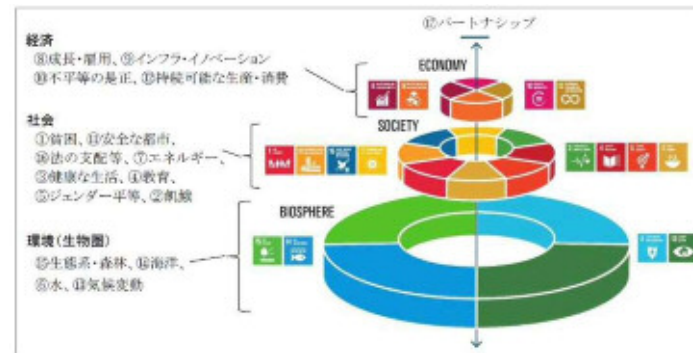 ⑰パートナシップ
経済
⑧成長・雇用、⑨インフラ・イノベーション
⑩不平等の是正、⑫持続可能な生産・消費
ECONOMY
社会
①貧困、⑪安全な都市、
⑯法の支配等、⑦エネルギー、
③健康な生活、④教育、
⑤ジェンダー平等、②飢餓
SOCIETY
BIOSPHERE
環境(生物圏)
⑮生態系・森林、⑭海洋、
⑥水、⑬気候変動